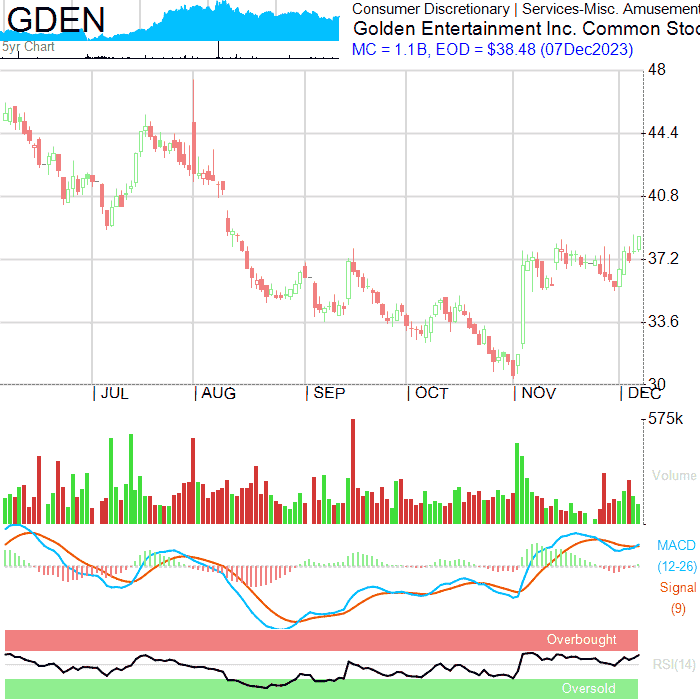 GDEN
5yr Chart
Consumer Discretionary | Services-Misc. Amusement
Golden Entertainment Inc. Common Stoc
MC = 1.1B, EOD = $38.48 (07Dec2023)
48
44.4
40.8
37.2
33.6
30
JUL AUG SEP OCT NOV DEC
575k
Volume
MACD
(12-26)
Signal
(9)
Overbought
RSI(14)
Oversold